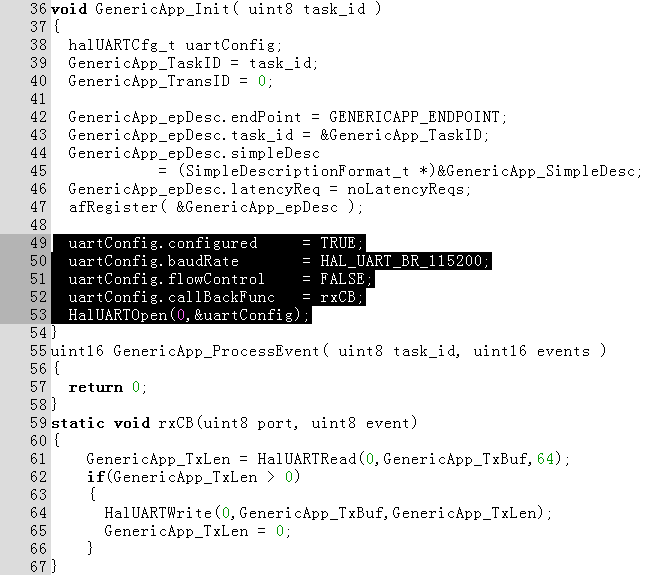 36 void GenericApp_Init( uint8 task_id )
37 {
38   halUARTCfg_t uartConfig;
39   GenericApp_TaskID = task_id;
40   GenericApp_TransID = 0;
41
42   GenericApp_epDesc.endPoint = GENERICAPP_ENDPOINT;
43   GenericApp_epDesc.task_id = &GenericApp_TaskID;
44   GenericApp_epDesc.simpleDesc
45             = (SimpleDescriptionFormat_t *)&GenericApp_SimpleDesc;
46   GenericApp_epDesc.latencyReq = noLatencyReqs;
47   afRegister( &GenericApp_epDesc );
48
49   uartConfig.configured     = TRUE;
50   uartConfig.baudRate       = HAL_UART_BR_115200;
51   uartConfig.flowControl    = FALSE;
52   uartConfig.callBackFunc   = rxCB;
53   HalUARTOpen(0,&uartConfig);
54 }
55 uint16 GenericApp_ProcessEvent( uint8 task_id, uint16 events )
56 {
57   return 0;
58 }
59 static void rxCB(uint8 port, uint8 event)
60 {
61     GenericApp_TxLen = HalUARTRead(0,GenericApp_TxBuf,64);
62     if(GenericApp_TxLen > 0)
63     {
64       HalUARTWrite(0,GenericApp_TxBuf,GenericApp_TxLen);
65       GenericApp_TxLen = 0;
66     }
67 }